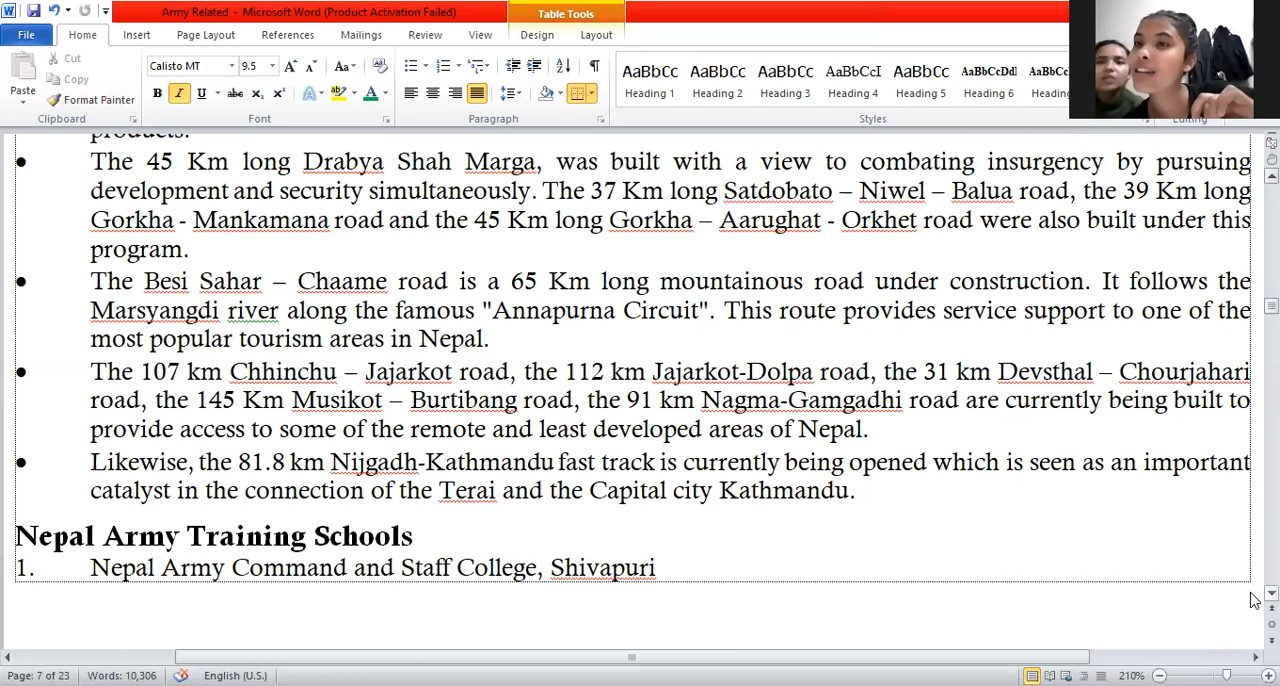 Army Related - Microsoft Word (Product Activation Failed)
Table Tools
File Home Insert Page Layout References Mailings Review View Design Layout
Cut
Copy
Format Painter
Paste
Clipboard
Calisto MT 9.5
Font
Paragraph
AaBbCc AaBbCc AaBbCc AaBbCcI AaBbCc AaBbCcDd AaBbCc
Heading 1 Heading 2 Heading 3 Heading 4 Heading 5 Heading 6 Heading
Styles
Editing
products.
• The 45 Km long Drabya Shah Marga, was built with a view to combating insurgency by pursuing
development and security simultaneously. The 37 Km long Satdobato – Niwel – Balua road, the 39 Km long
Gorkha - Mankamana road and the 45 Km long Gorkha – Aarughat - Orkhet road were also built under this
program.
• The Besi Sahar – Chaame road is a 65 Km long mountainous road under construction. It follows the
Marsyangdi river along the famous "Annapurna Circuit". This route provides service support to one of the
most popular tourism areas in Nepal.
• The 107 km Chhinchu – Jajarkot road, the 112 km Jajarkot-Dolpa road, the 31 km Devsthal – Chourjahari
road, the 145 Km Musikot – Burtibang road, the 91 km Nagma-Gamgadhi road are currently being built to
provide access to some of the remote and least developed areas of Nepal.
• Likewise, the 81.8 km Nijgadh-Kathmandu fast track is currently being opened which is seen as an important
catalyst in the connection of the Terai and the Capital city Kathmandu.
Nepal Army Training Schools
1. Nepal Army Command and Staff College, Shivapuri
Page: 7 of 23 Words: 10,306 English (U.S.) 210%